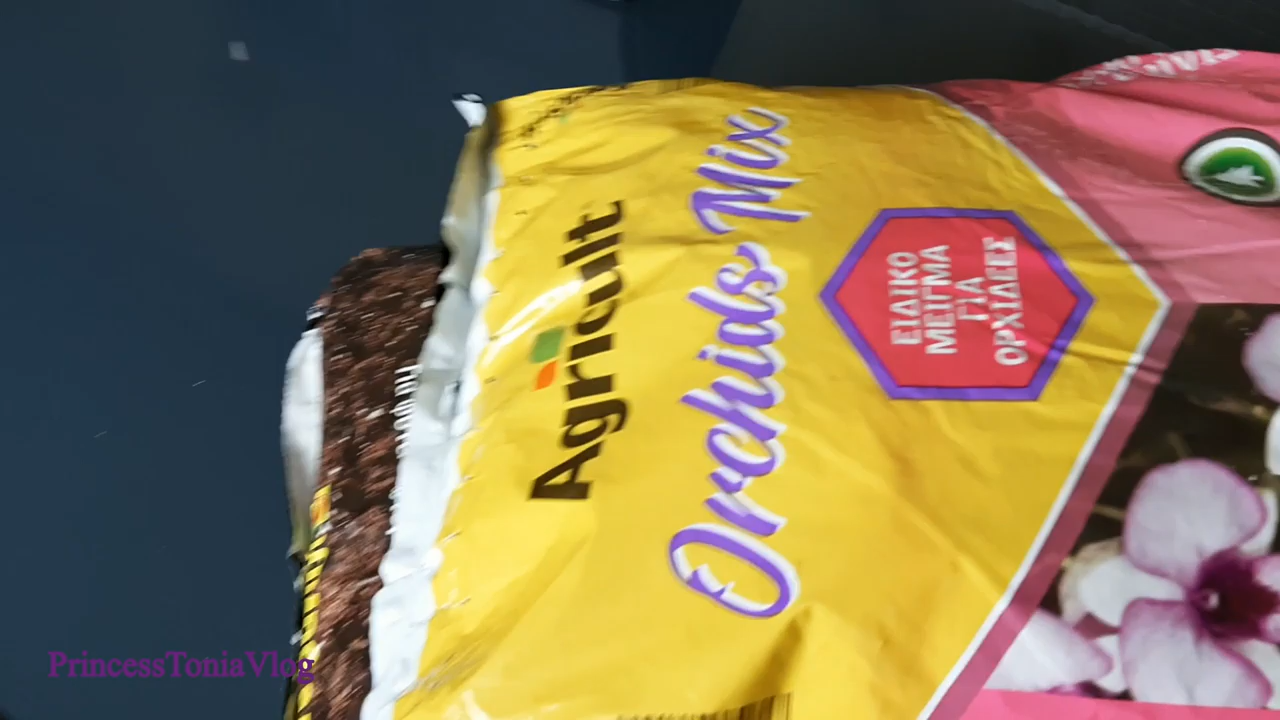 Agricult
Orchids Mix
ΕΙΔΙΚΟ
ΜΕΙΓΜΑ
ΓΙΑ
ΟΡΧΙΔΕΕΣ
PrincessToniaVlog